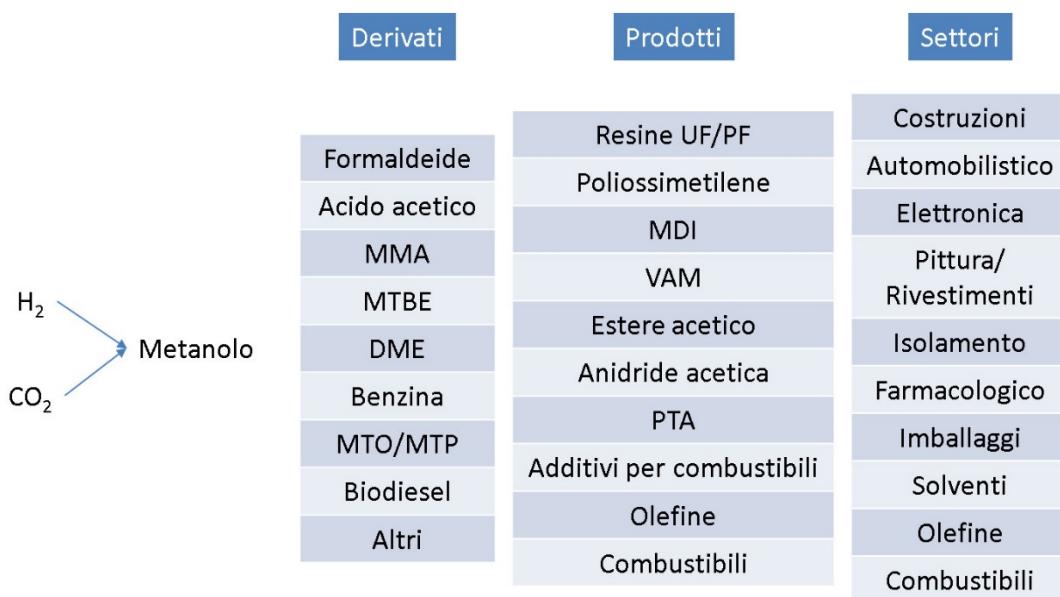 Derivati
Prodotti
Settori
H2
CO2
Metanolo
Formaldeide
Acido acetico
MMA
MTBE
DME
Benzina
MTO/MTP
Biodiesel
Altri
Resine UF/PF
Poliossimetilene
MDI
VAM
Estere acetico
Anidride acetica
PTA
Additivi per combustibili
Olefine
Combustibili
Costruzioni
Automobilistico
Elettronica
Pittura/
Rivestimenti
Isolamento
Farmacologico
Imballaggi
Solventi
Olefine
Combustibili